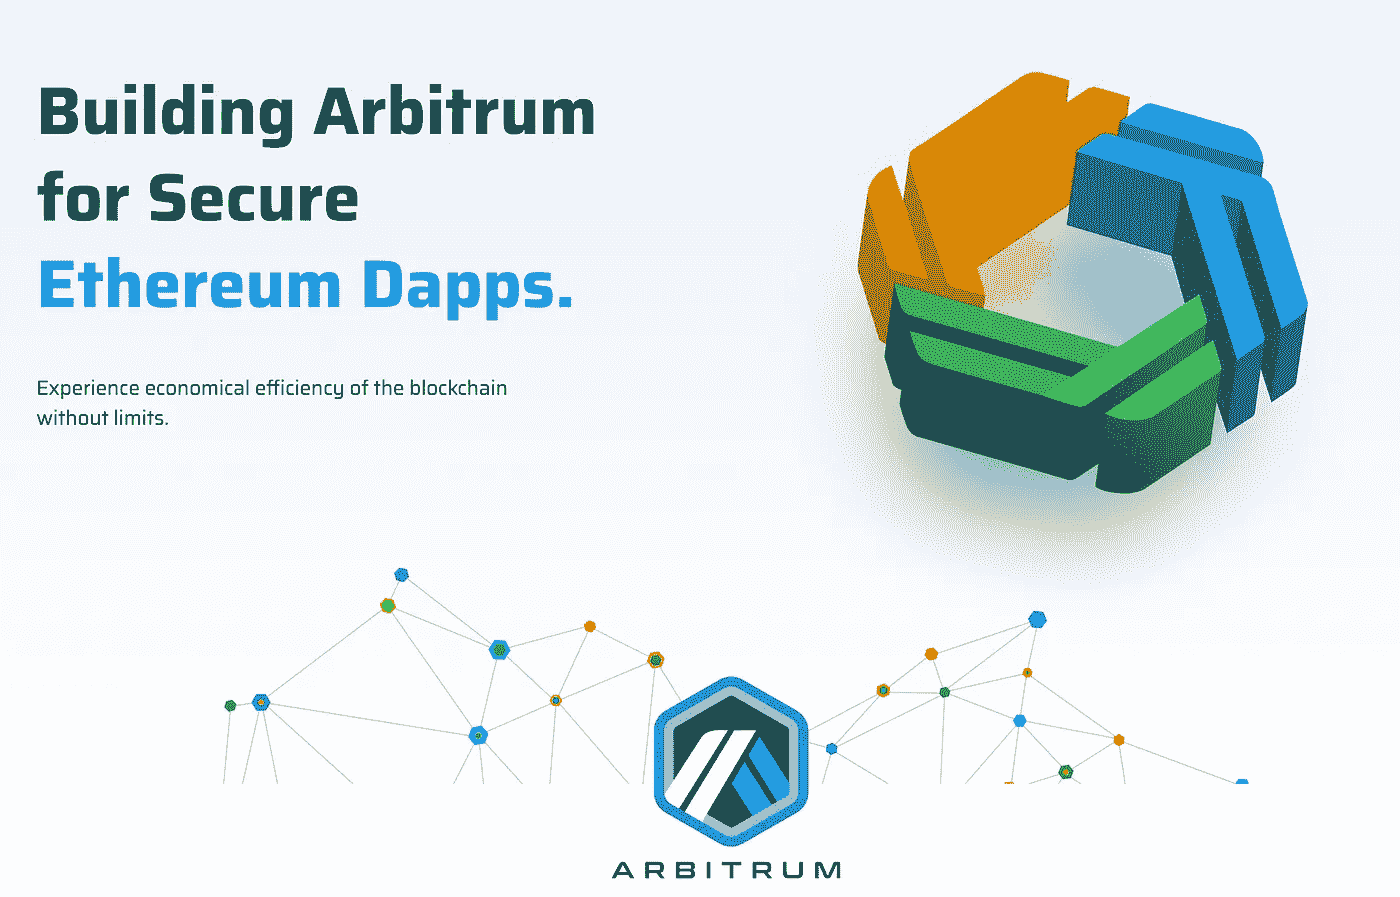 Building Arbitrum
for Secure
Ethereum Dapps.
Experience economical efficiency of the blockchain
without limits.
ARBITRUM